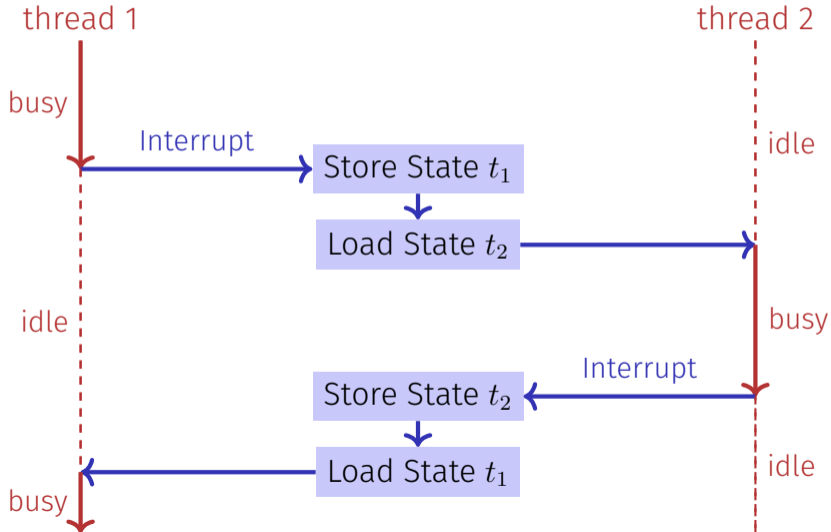 thread 1
thread 2
busy
Interrupt
idle
Store State t₁
Load State t₂
idle
busy
Interrupt
Store State t₂
Load State t₁
idle
busy